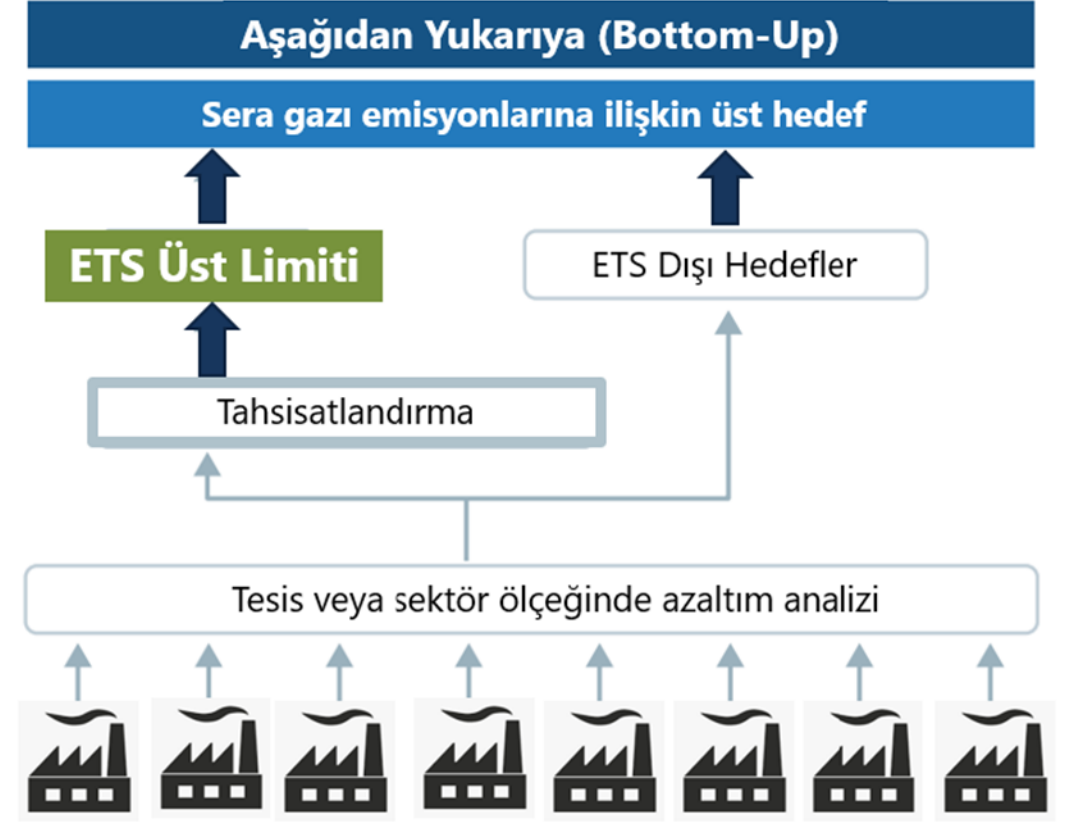 Aşağıdan Yukarıya (Bottom-Up)
Sera gazı emisyonlarına ilişkin üst hedef
ETS Üst Limiti
ETS Dışı Hedefler
Tahsisatlandırma
Tesis veya sektör ölçeğinde azaltım analizi